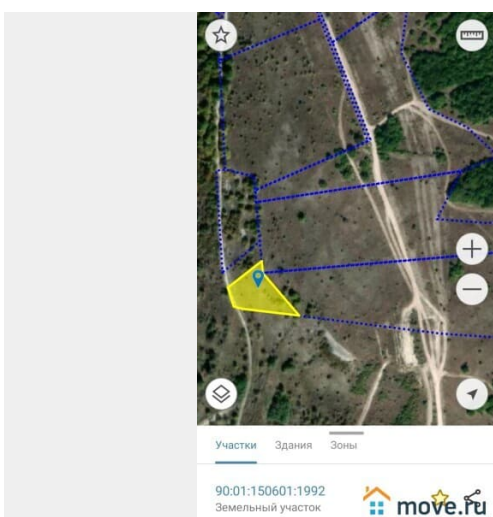 Участки Здания Зоны
90:01:150601:1992
Земельный участок
move.ru